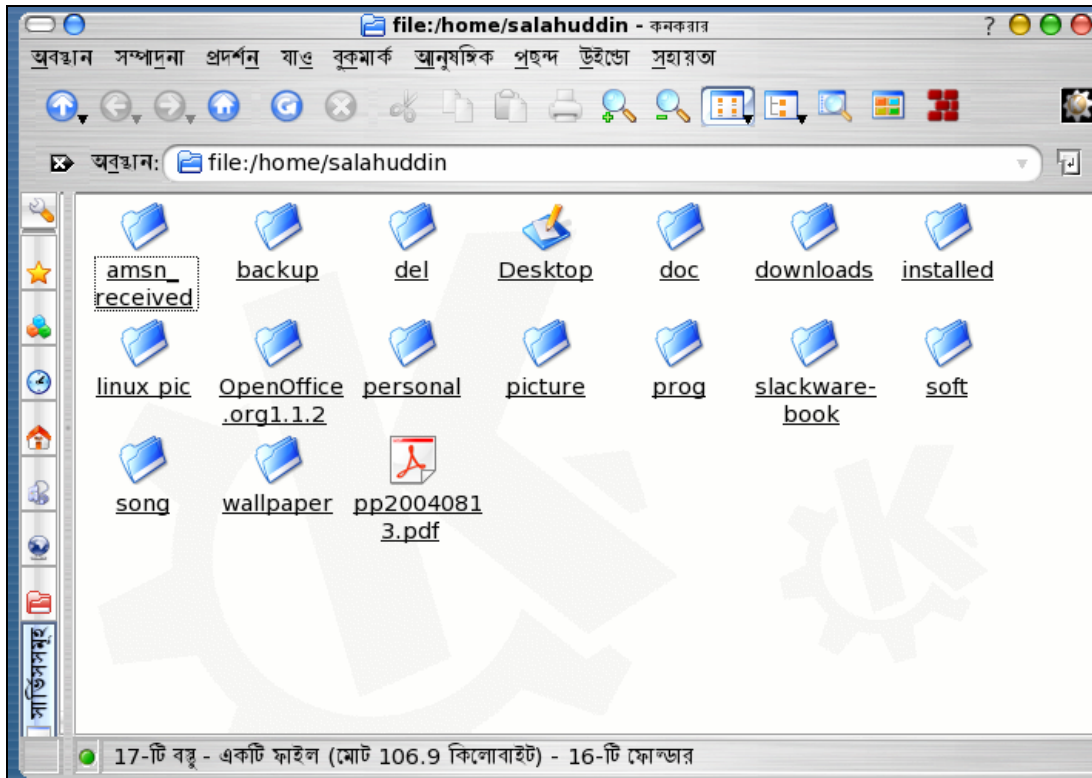 file:/home/salahuddin - কনকরার
অবস্থান সম্পাদনা প্রদর্শন যাও বুকমার্ক আনুষঙ্গিক পছন্দ উইন্ডো সহায়তা
অবস্থান: file:/home/salahuddin
amsn_
received
backup
del
Desktop
doc
downloads
installed
linux pic
OpenOffice
.org1.1.2
personal
picture
prog
slackware-
book
soft
song
wallpaper
pp2004081
3.pdf
সার্ভিসসমূহ
17-টি বস্তু - একটি ফাইল (মোট 106.9 কিলোবাইট) - 16-টি ফোল্ডার